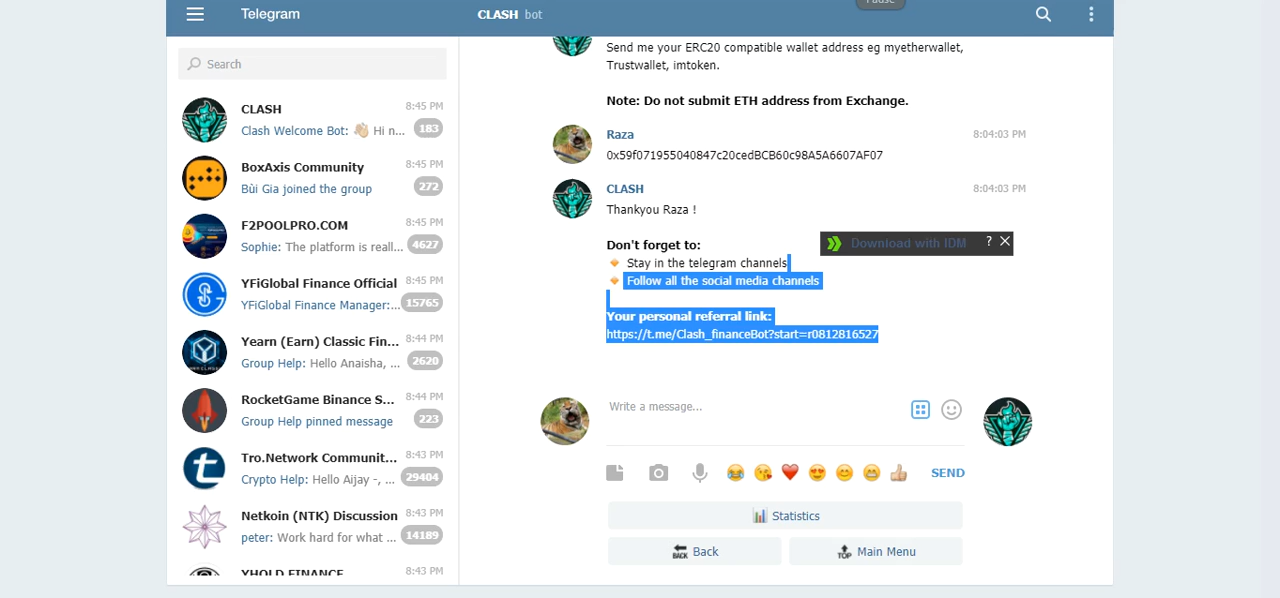 Pause
Telegram
CLASH bot
Search
CLASH 8:45 PM
Clash Welcome Bot: 👋🏻 Hi n... 183
BoxAxis Community 8:45 PM
Bùi Gia joined the group 272
F2POOLPRO.COM 8:45 PM
Sophie: The platform is reall... 4627
YFiGlobal Finance Official 8:45 PM
YFiGlobal Finance Manager:... 15765
Yearn (Earn) Classic Fin... 8:44 PM
Group Help: Hello Anaisha, ... 2620
RocketGame Binance S... 8:44 PM
Group Help pinned message 223
Tro.Network Communit... 8:43 PM
Crypto Help: Hello Aijay -, ... 29404
Netkoin (NTK) Discussion 8:43 PM
peter: Work hard for what ... 14189
YHOLD FINANCE 8:43 PM
Send me your ERC20 compatible wallet address eg myetherwallet,
Trustwallet, imtoken.
Note: Do not submit ETH address from Exchange.
Raza 8:04:03 PM
0x59f071955040847c20cedBCB60c98A5A6607AF07
CLASH 8:04:03 PM
Thankyou Raza !
Don't forget to:
🔸 Stay in the telegram channels
🔸 Follow all the social media channels
Your personal referral link:
https://t.me/Clash_financeBot?start=r0812816527
Download with IDM ? X
Write a message...
😂 😘 ❤️ 😍 😊 😁 👍🏻 SEND
📊 Statistics
🔙 Back
🔝 Main Menu